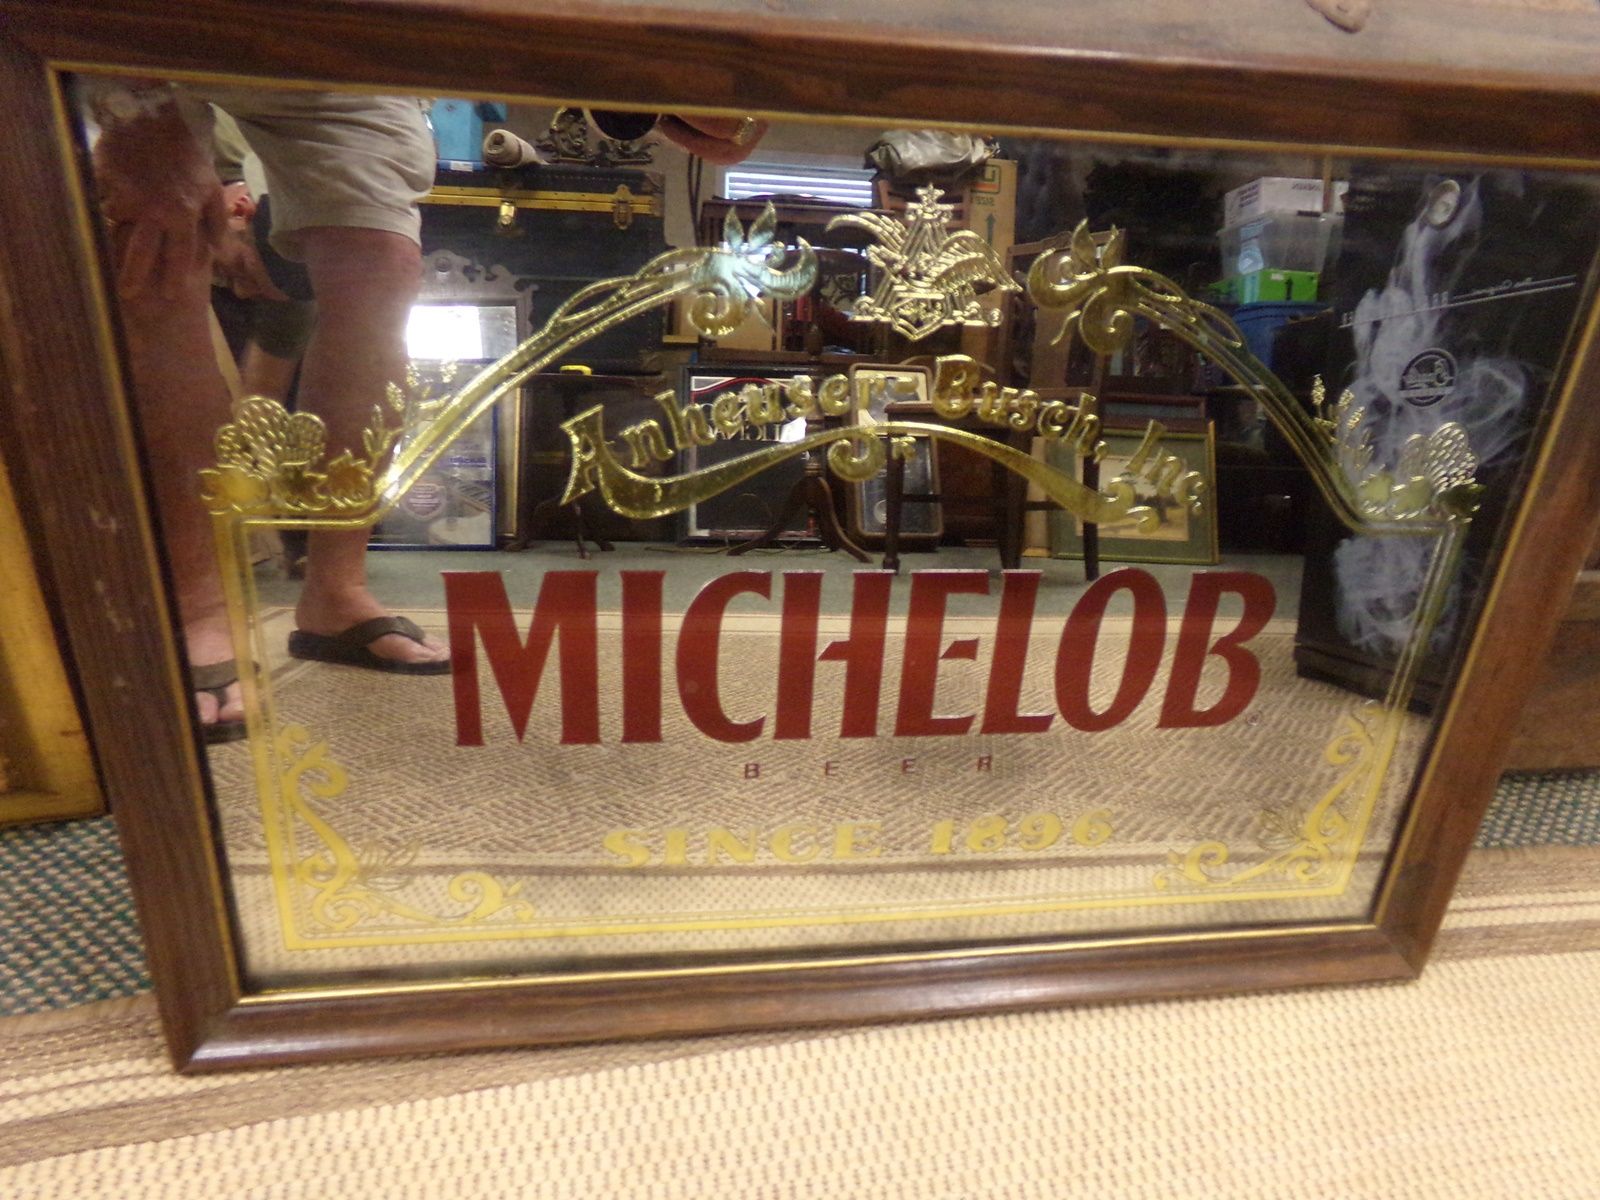 Anheuser-Busch, Inc.
MICHELOB®
BEER
SINCE 1896